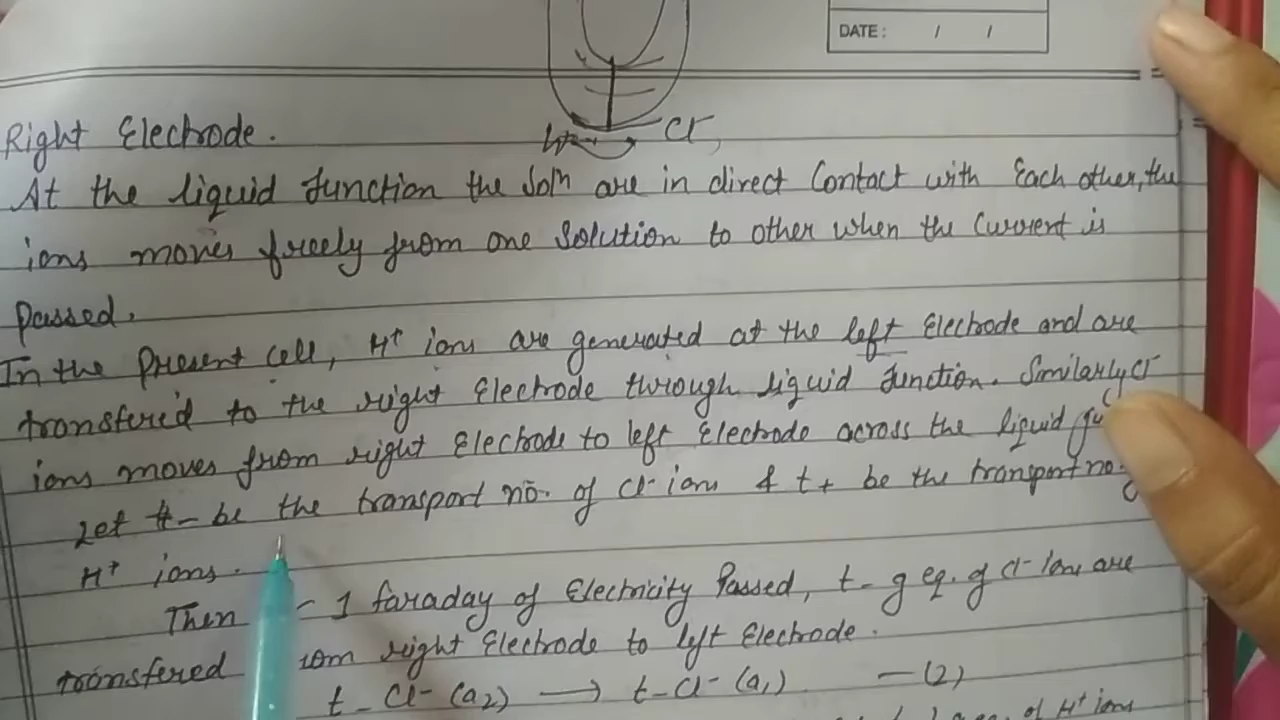 DATE : / /
Cl-
Right Electrode.
At the liquid Junction the Soln are in direct Contact with Each other, the
ions moves freely from one Solution to other when the Current is
Passed.
In the Present cell, H+ ions are generated at the left Electrode and are
transfered to the right Electrode through liquid Junction. Similarly Cl-
ions moves from right Electrode to left Electrode across the liquid
Let t- be the transport no. of Cl- ions & t+ be the transport no.
H+ ions.
Then 1 faraday of Electricity Passed, t- g eq. of Cl- ions are
transfered right Electrode to left Electrode.
t- Cl- (a2) → t- Cl- (a1) —(2)
of H+ ions